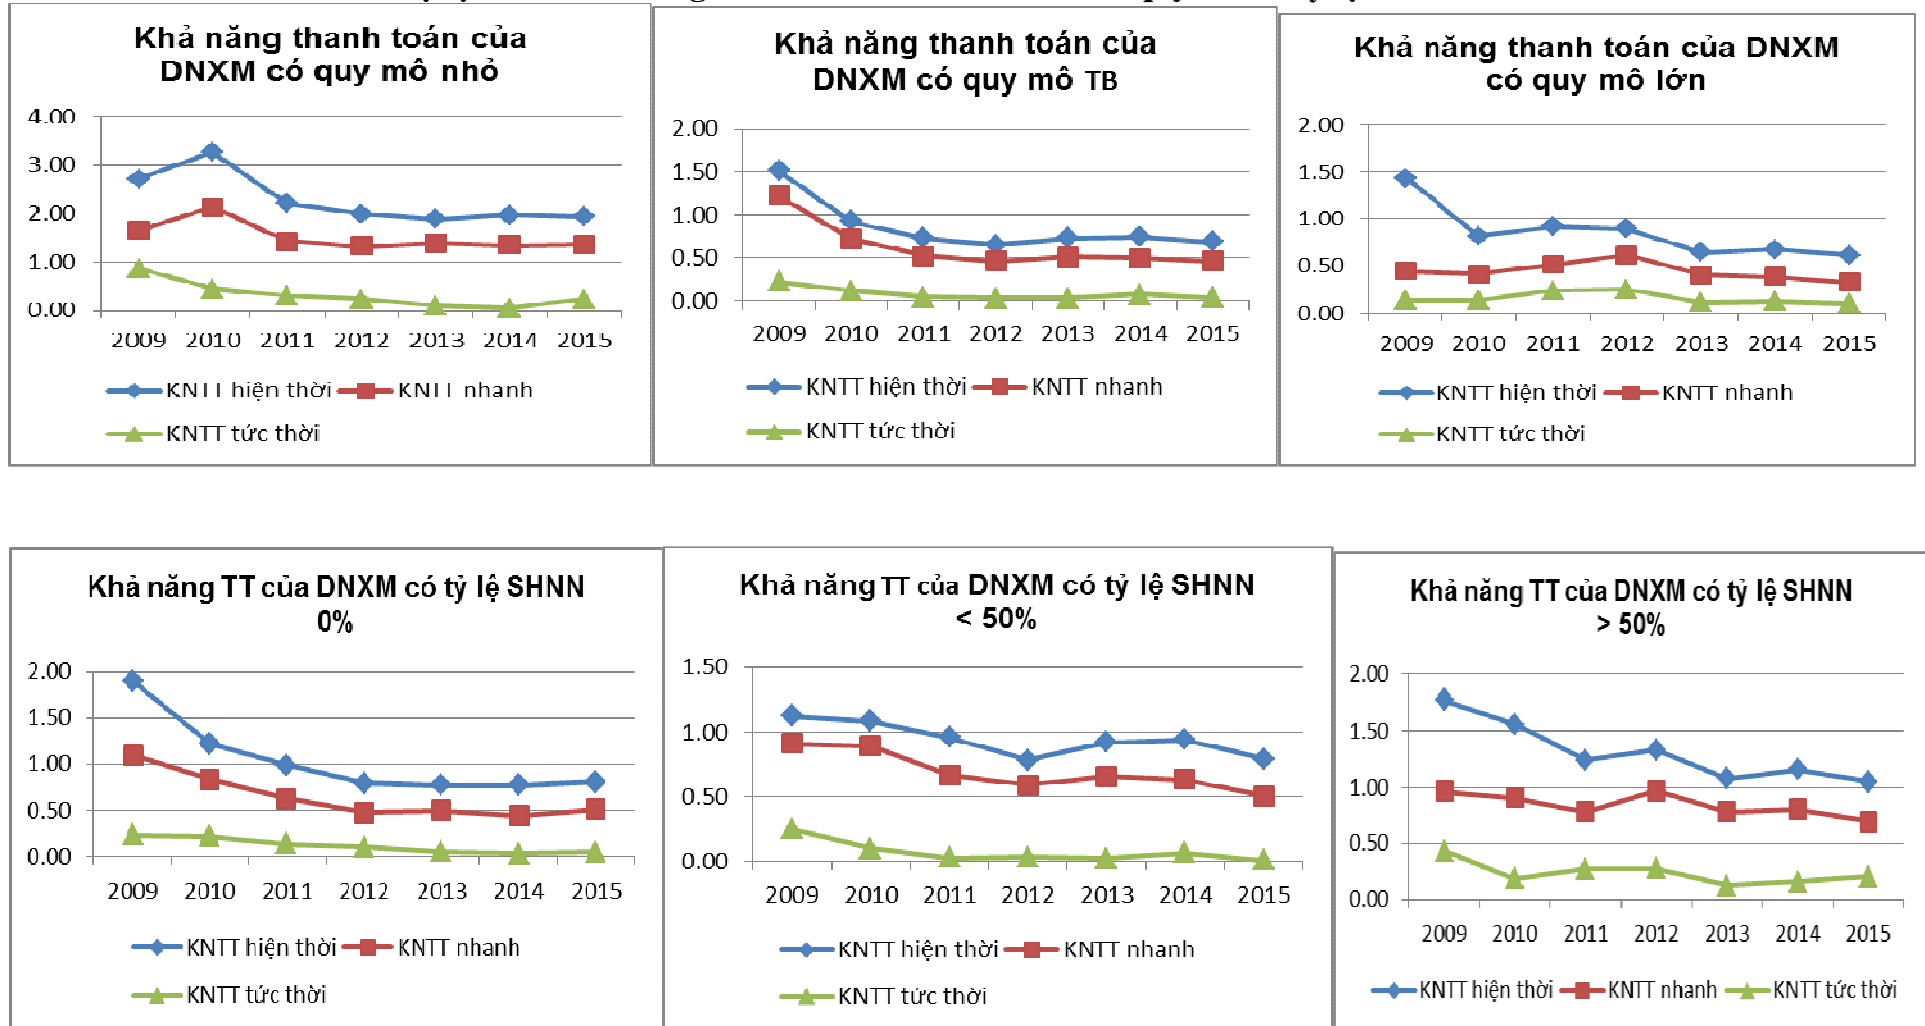 Khả năng thanh toán của
DNXM có quy mô nhỏ
4.00
3.00
2.00
1.00
0.00
2009 2010 2011 2012 2013 2014 2015
KNTT hiện thời KNTT nhanh
KNTT tức thời
Khả năng thanh toán của
DNXM có quy mô TB
2.00
1.50
1.00
0.50
0.00
2009 2010 2011 2012 2013 2014 2015
KNTT hiện thời KNTT nhanh
KNTT tức thời
Khả năng thanh toán của DNXM
có quy mô lớn
2.00
1.50
1.00
0.50
0.00
2009 2010 2011 2012 2013 2014 2015
KNTT hiện thời KNTT nhanh
KNTT tức thời
Khả năng TT của DNXM có tỷ lệ SHNN
0%
2.00
1.50
1.00
0.50
0.00
2009 2010 2011 2012 2013 2014 2015
KNTT hiện thời KNTT nhanh
KNTT tức thời
Khả năng TT của DNXM có tỷ lệ SHNN
< 50%
1.50
1.00
0.50
0.00
2009 2010 2011 2012 2013 2014 2015
KNTT hiện thời KNTT nhanh
KNTT tức thời
Khả năng TT của DNXM có tỷ lệ SHNN
> 50%
2.00
1.50
1.00
0.50
0.00
2009 2010 2011 2012 2013 2014 2015
KNTT hiện thời KNTT nhanh KNTT tức thời